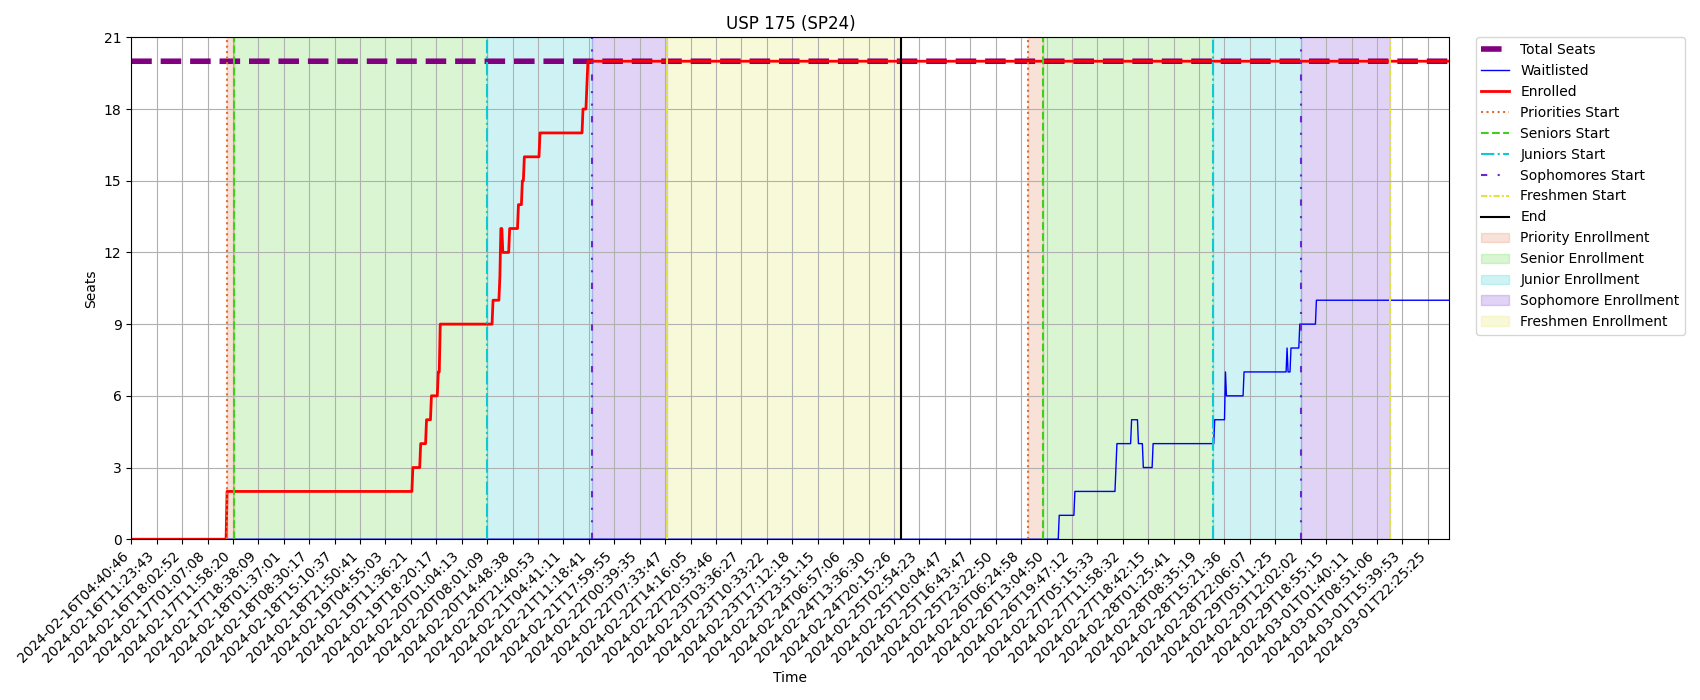 USP 175 (SP24)
21
18
15
12
9
6
3
0
Seats
2024-02-16T04:40:46
2024-02-16T11:23:43
2024-02-16T18:02:52
2024-02-17T01:07:08
2024-02-17T11:58:20
2024-02-17T18:38:09
2024-02-18T01:37:01
2024-02-18T08:30:17
2024-02-18T15:10:37
2024-02-18T21:50:41
2024-02-19T04:55:03
2024-02-19T11:36:21
2024-02-19T18:20:17
2024-02-20T01:04:13
2024-02-20T08:01:09
2024-02-20T14:48:38
2024-02-20T21:40:53
2024-02-21T04:41:11
2024-02-21T11:18:41
2024-02-21T17:59:55
2024-02-22T00:39:35
2024-02-22T07:33:47
2024-02-22T14:16:05
2024-02-22T20:53:46
2024-02-23T03:36:27
2024-02-23T10:33:22
2024-02-23T17:12:18
2024-02-23T23:51:15
2024-02-24T06:57:06
2024-02-24T13:36:30
2024-02-24T20:15:26
2024-02-25T02:54:23
2024-02-25T10:04:47
2024-02-25T16:43:47
2024-02-25T23:22:50
2024-02-26T06:24:58
2024-02-26T13:04:50
2024-02-26T19:47:12
2024-02-27T05:15:33
2024-02-27T11:58:32
2024-02-27T18:42:15
2024-02-28T01:25:41
2024-02-28T08:35:19
2024-02-28T15:21:36
2024-02-28T22:06:07
2024-02-29T05:11:25
2024-02-29T12:02:02
2024-02-29T18:55:15
2024-03-01T01:40:11
2024-03-01T08:51:06
2024-03-01T15:39:53
2024-03-01T22:25:25
Time
Total Seats
Waitlisted
Enrolled
Priorities Start
Seniors Start
Juniors Start
Sophomores Start
Freshmen Start
End
Priority Enrollment
Senior Enrollment
Junior Enrollment
Sophomore Enrollment
Freshmen Enrollment